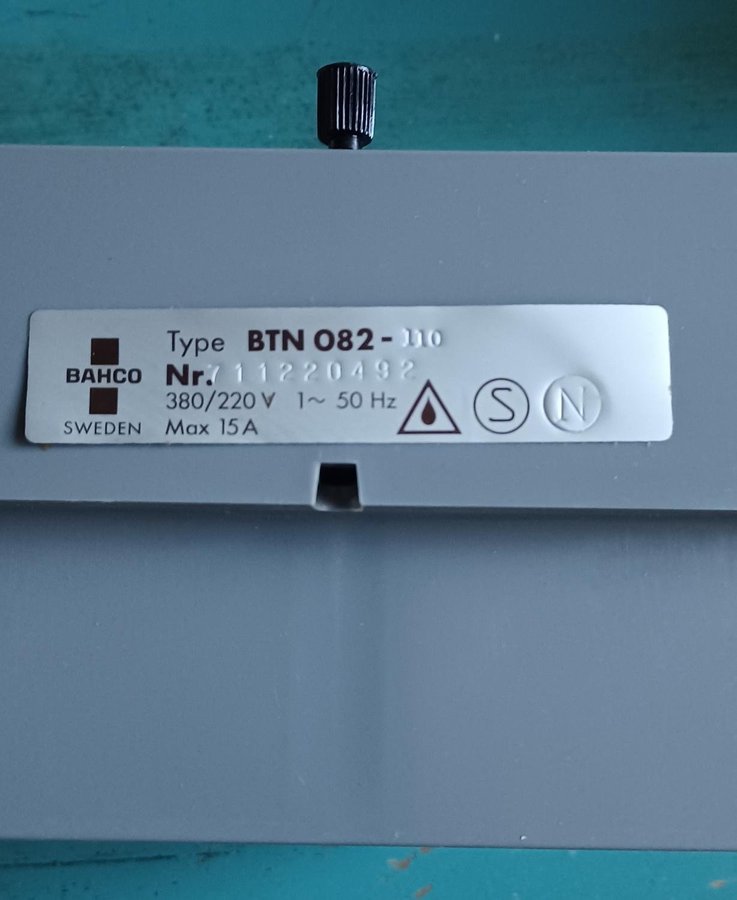 Type BTN 082-110
BAHCO
Nr. 711220492
380/220 V 1~ 50 Hz
SWEDEN
Max 15 A
S
N